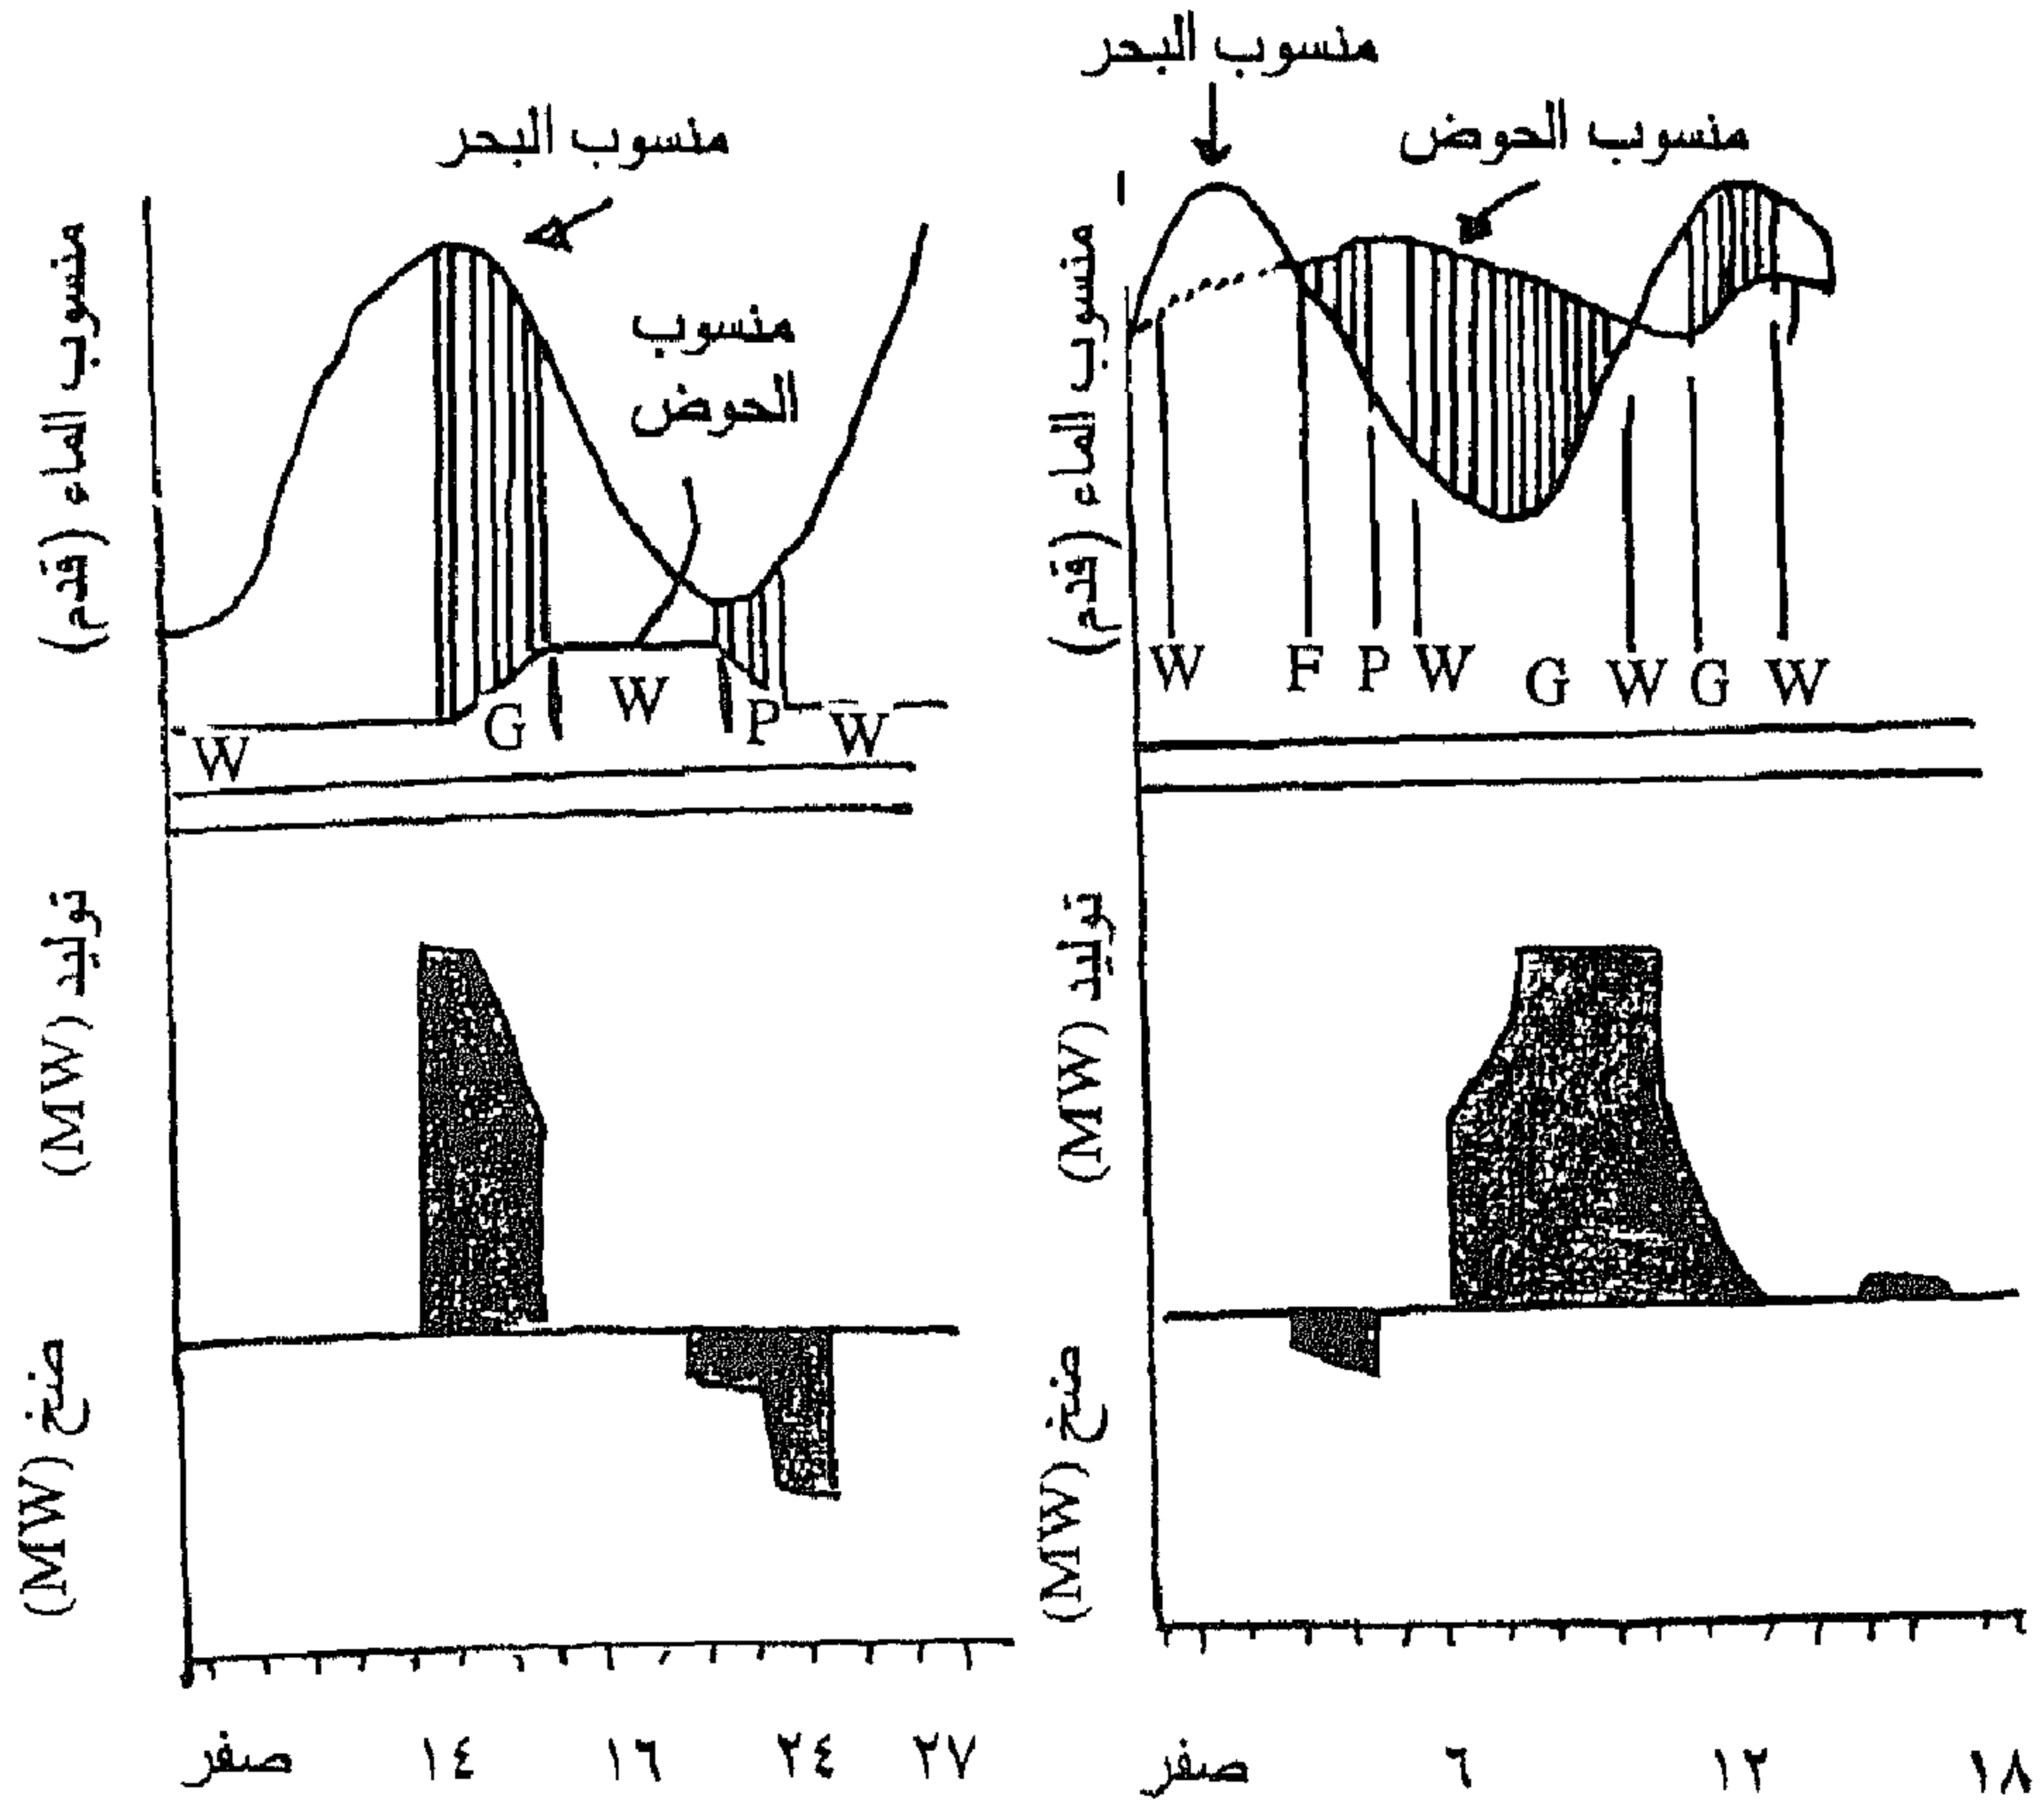 منسوب البحر
منسوب الحوض
منسوب البحر
منسوب
الحوض
منسوب الماء (قدم)
W F P W G W G W
منسوب الماء (قدم)
W G W P W
توليد (MW)
ضخ (MW)
توليد (MW)
ضخ (MW)
صفر ٦ ١٢ ١٨
صفر ١٤ ١٦ ٢٤ ٢٧